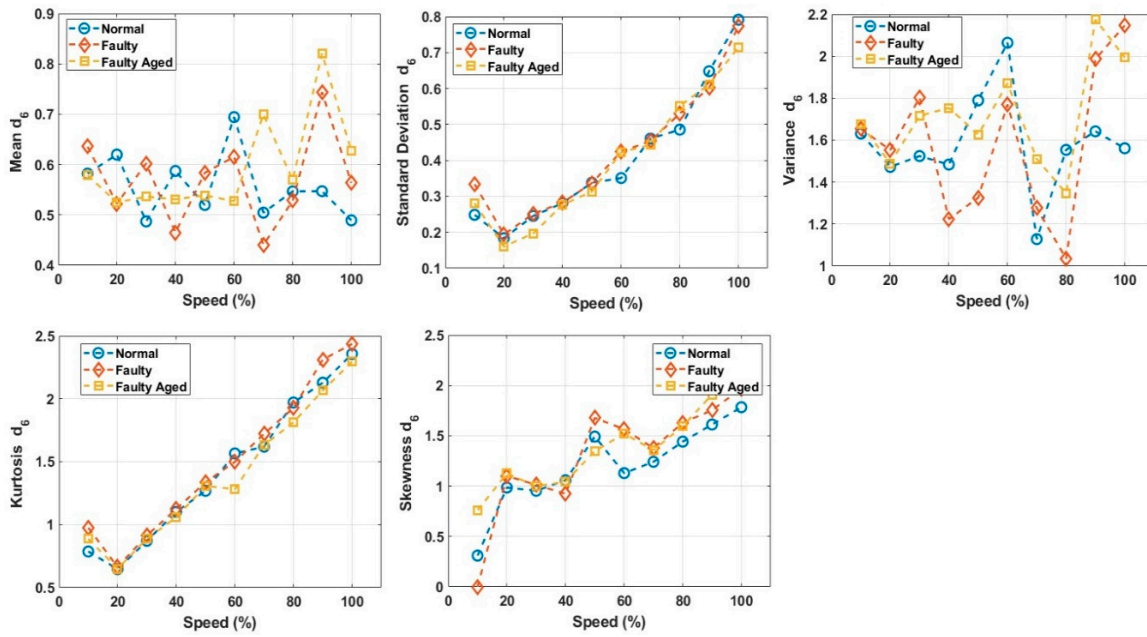 0.9
0.8
0.7
0.6
0.5
0.4
Mean d6
Normal
Faulty
Faulty Aged
0 20 40 60 80 100
Speed (%)
0.8
0.7
0.6
0.5
0.4
0.3
0.2
0.1
Standard Deviation d6
Normal
Faulty
Faulty Aged
0 20 40 60 80 100
Speed (%)
2.2
2
1.8
1.6
1.4
1.2
1
Variance d6
Normal
Faulty
Faulty Aged
0 20 40 60 80 100
Speed (%)
2.5
2
1.5
1
0.5
Kurtosis d6
Normal
Faulty
Faulty Aged
0 20 40 60 80 100
Speed (%)
2.5
2
1.5
1
0.5
0
Skewness d6
Normal
Faulty
Faulty Aged
0 20 40 60 80 100
Speed (%)